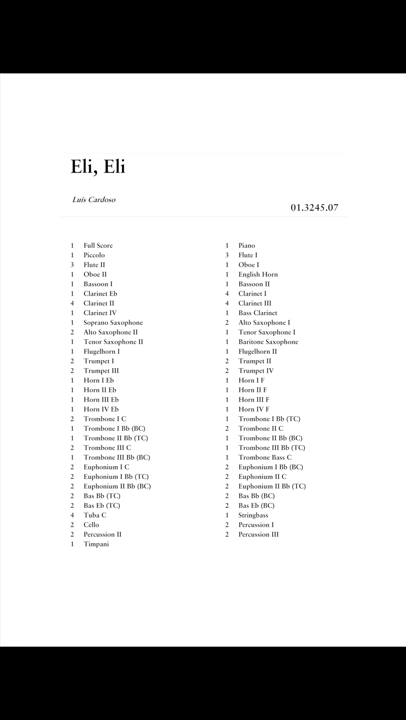 Eli, Eli
Luís Cardoso
01.3245.07
1 Full Score
1 Piccolo
3 Flute II
1 Oboe II
1 Bassoon I
1 Clarinet Eb
4 Clarinet II
1 Clarinet IV
1 Soprano Saxophone
2 Alto Saxophone II
1 Tenor Saxophone II
1 Flugelhorn I
2 Trumpet I
2 Trumpet III
1 Horn I Eb
1 Horn II Eb
1 Horn III Eb
1 Horn IV Eb
2 Trombone I C
1 Trombone I Bb (BC)
1 Trombone II Bb (TC)
2 Trombone III C
1 Trombone III Bb (BC)
2 Euphonium I C
2 Euphonium I Bb (TC)
2 Euphonium II Bb (BC)
2 Bas Bb (TC)
2 Bas Eb (TC)
4 Tuba C
2 Cello
2 Percussion II
1 Timpani
1 Piano
3 Flute I
1 Oboe I
1 English Horn
1 Bassoon II
4 Clarinet I
4 Clarinet III
1 Bass Clarinet
2 Alto Saxophone I
1 Tenor Saxophone I
1 Baritone Saxophone
1 Flugelhorn II
2 Trumpet II
2 Trumpet IV
1 Horn I F
1 Horn II F
1 Horn III F
1 Horn IV F
1 Trombone I Bb (TC)
2 Trombone II C
1 Trombone II Bb (BC)
1 Trombone III Bb (TC)
1 Trombone Bass C
2 Euphonium I Bb (BC)
2 Euphonium II C
2 Euphonium II Bb (TC)
2 Bas Bb (BC)
2 Bas Eb (BC)
1 Stringbass
2 Percussion I
2 Percussion III